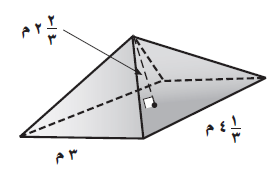 ٢ ٢/٣ م
٤ ١/٣ م
٣ م